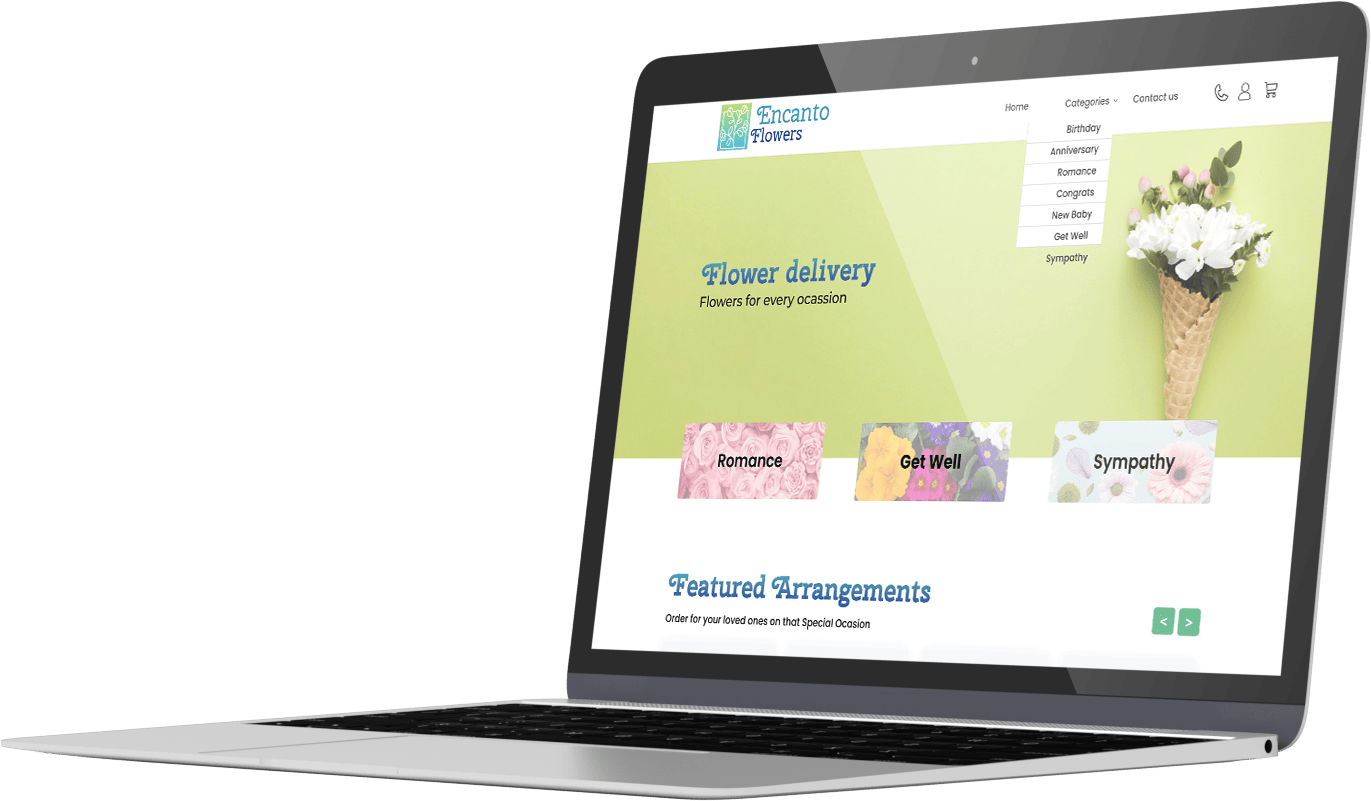 Encanto
Flowers
Home
Categories
Contact us
Birthday
Anniversary
Romance
Congrats
New Baby
Get Well
Sympathy
Flower delivery
Flowers for every ocassion
Romance
Get Well
Sympathy
Featured Arrangements
Order for your loved ones on that Special Ocasion
< >